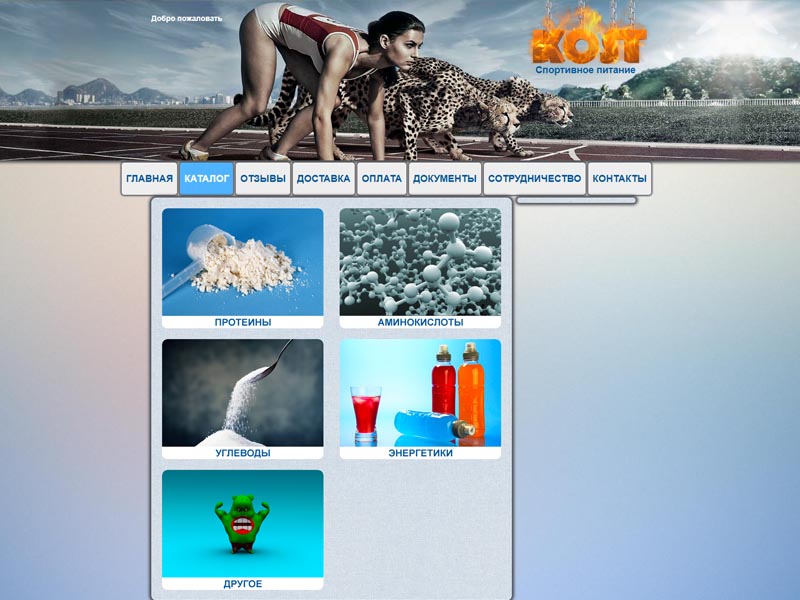 Добро пожаловать
КОЛТ
Спортивное питание
ГЛАВНАЯ КАТАЛОГ ОТЗЫВЫ ДОСТАВКА ОПЛАТА ДОКУМЕНТЫ СОТРУДНИЧЕСТВО КОНТАКТЫ
ПРОТЕИНЫ АМИНОКИСЛОТЫ
УГЛЕВОДЫ ЭНЕРГЕТИКИ
ДРУГОЕ